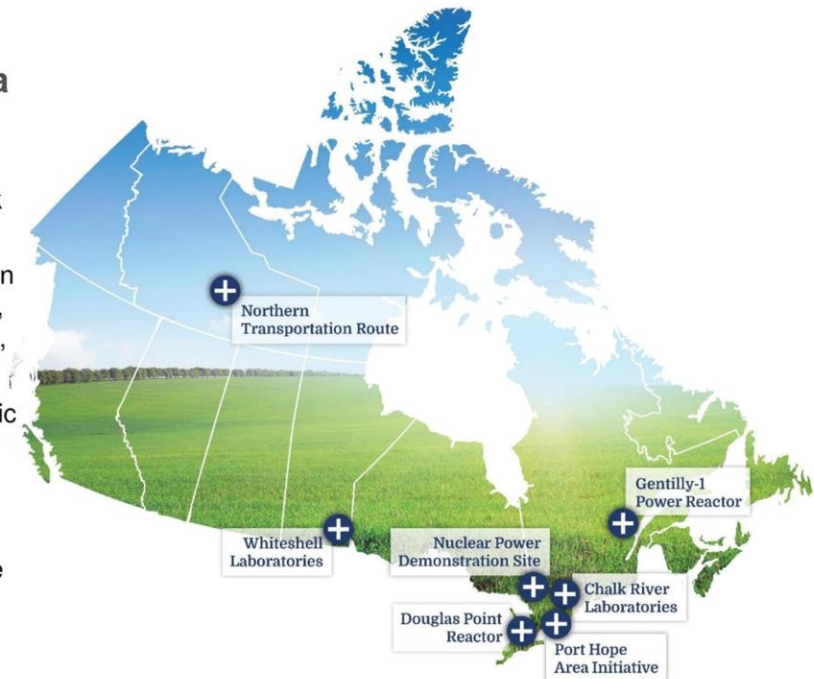 a
n
,
,
ic
e
Northern
Transportation Route
Gentilly-1
Power Reactor
Whiteshell
Laboratories
Nuclear Power
Demonstration Site
Chalk River
Laboratories
Douglas Point
Reactor
Port Hope
Area Initiative